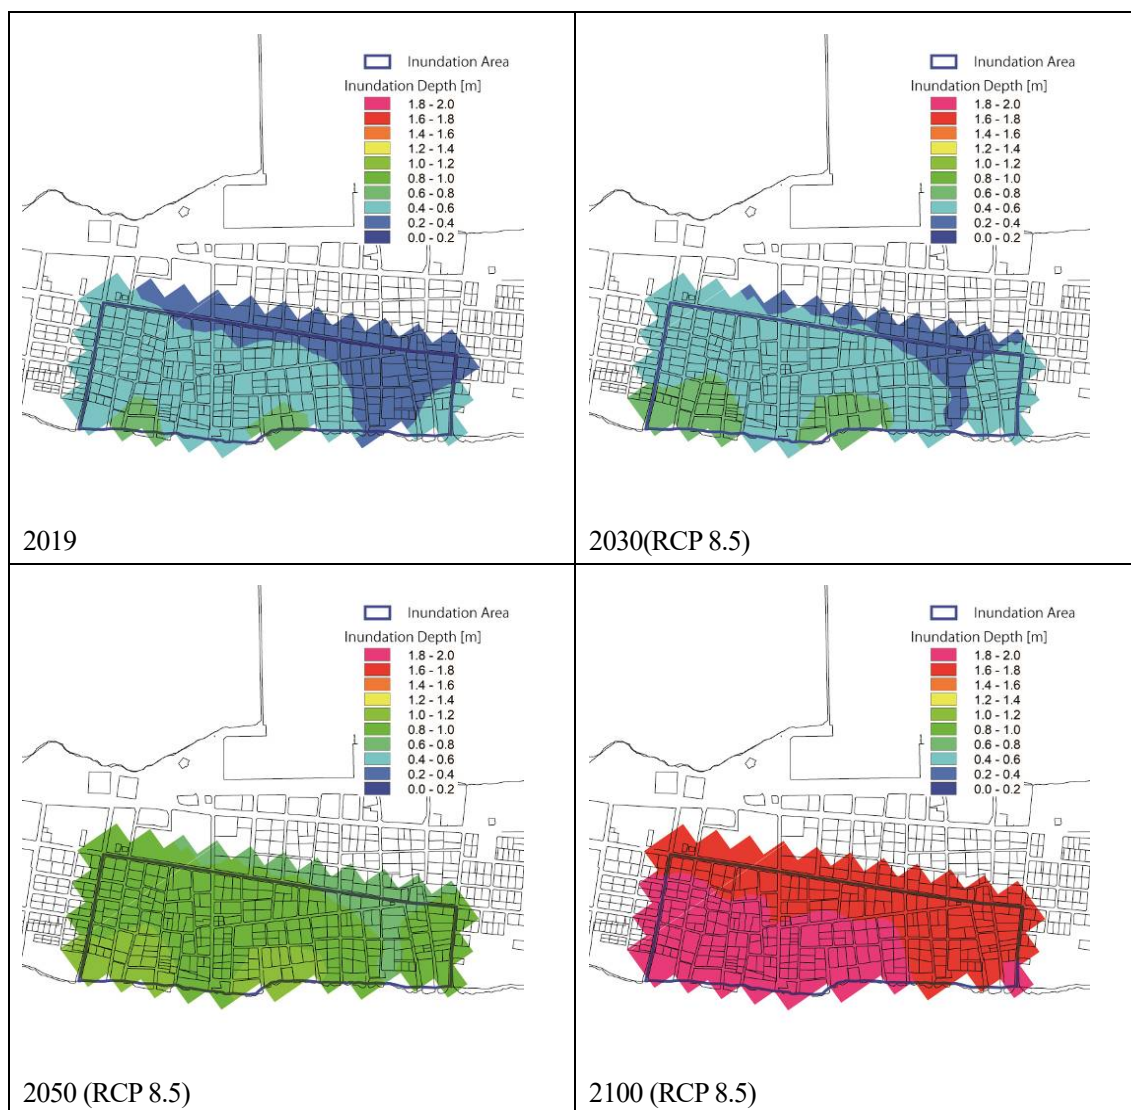 Inundation Area
Inundation Depth [m]
1.8 - 2.0
1.6 - 1.8
1.4 - 1.6
1.2 - 1.4
1.0 - 1.2
0.8 - 1.0
0.6 - 0.8
0.4 - 0.6
0.2 - 0.4
0.0 - 0.2
2019
Inundation Area
Inundation Depth [m]
1.8 - 2.0
1.6 - 1.8
1.4 - 1.6
1.2 - 1.4
1.0 - 1.2
0.8 - 1.0
0.6 - 0.8
0.4 - 0.6
0.2 - 0.4
0.0 - 0.2
2030(RCP 8.5)
Inundation Area
Inundation Depth [m]
1.8 - 2.0
1.6 - 1.8
1.4 - 1.6
1.2 - 1.4
1.0 - 1.2
0.8 - 1.0
0.6 - 0.8
0.4 - 0.6
0.2 - 0.4
0.0 - 0.2
2050 (RCP 8.5)
Inundation Area
Inundation Depth [m]
1.8 - 2.0
1.6 - 1.8
1.4 - 1.6
1.2 - 1.4
1.0 - 1.2
0.8 - 1.0
0.6 - 0.8
0.4 - 0.6
0.2 - 0.4
0.0 - 0.2
2100 (RCP 8.5)